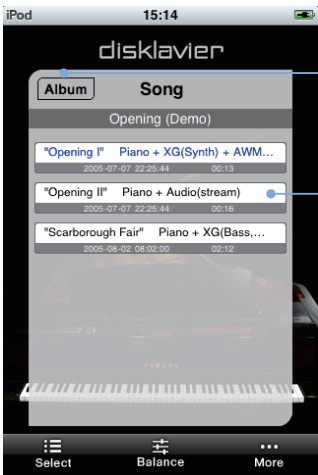 iPod 15:14
disklavier
Album Song
Opening (Demo)
"Opening I" Piano + XG(Synth) + AWM...
2005-07-07 22:25:44 00:13
"Opening II" Piano + Audio(stream)
2005-07-07 22:25:44 00:16
"Scarborough Fair" Piano + XG(Bass,...
2005-08-02 08:02:00 02:12
YAMAHA
Select Balance More